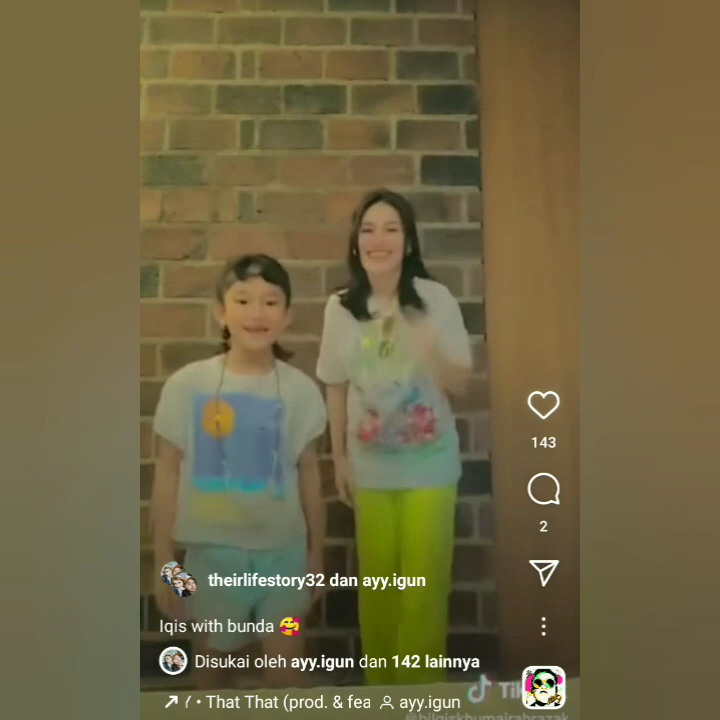 143
2
theirlifestory32 dan ayy.igun
Iqis with bunda 🥰
Disukai oleh ayy.igun dan 142 lainnya
• That That (prod. & fea
ayy.igun